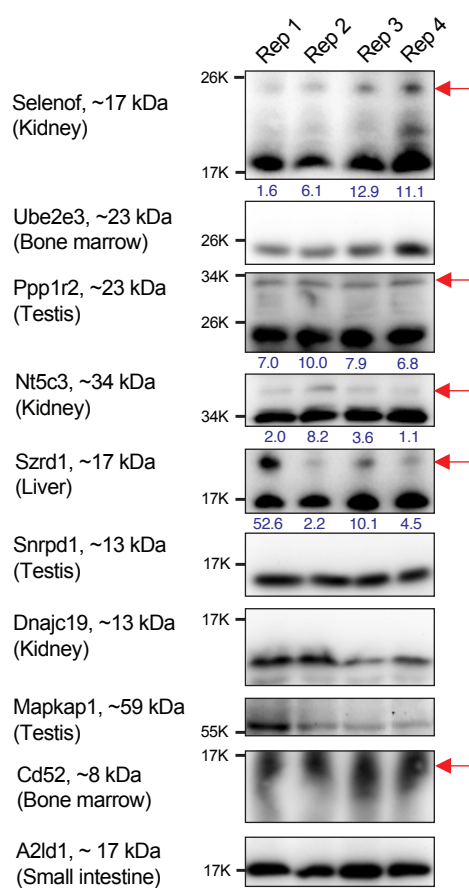 Rep 1 Rep 2 Rep 3 Rep 4
26K
Selenof, ~17 kDa
(Kidney)
17K
1.6 6.1 12.9 11.1
Ube2e3, ~23 kDa
(Bone marrow)
26K
34K
Ppp1r2, ~23 kDa
(Testis)
26K
7.0 10.0 7.9 6.8
Nt5c3, ~34 kDa
(Kidney)
34K
2.0 8.2 3.6 1.1
Szrd1, ~17 kDa
(Liver)
17K
52.6 2.2 10.1 4.5
Snrpd1, ~13 kDa
(Testis)
17K
17K
Dnajc19, ~13 kDa
(Kidney)
Mapkap1, ~59 kDa
(Testis)
55K
17K
Cd52, ~8 kDa
(Bone marrow)
A2ld1, ~ 17 kDa
(Small intestine)
17K